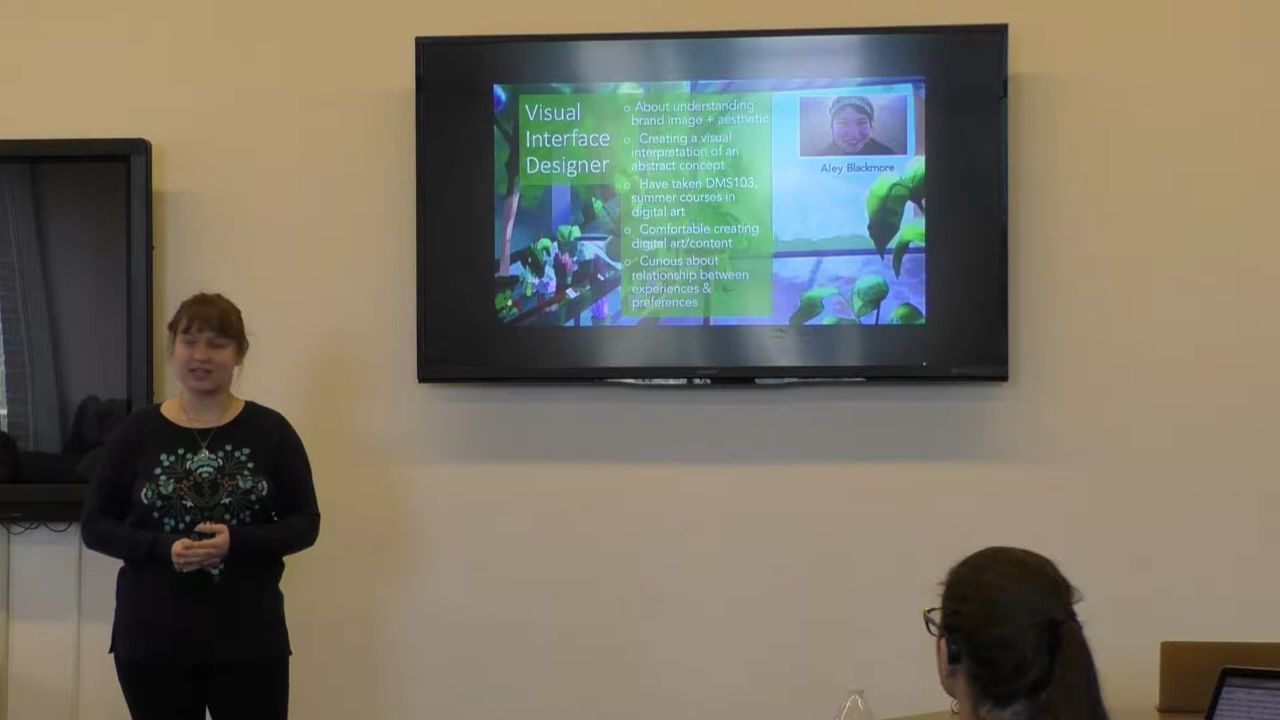 Visual
Interface
Designer
o About understanding
brand image + aesthetic
o Creating a visual
interpretation of an
abstract concept
o Have taken DMS103,
summer courses in
digital art
o Comfortable creating
digital art/content
o Curious about
relationship between
experiences &
preferences
Aley Blackmore